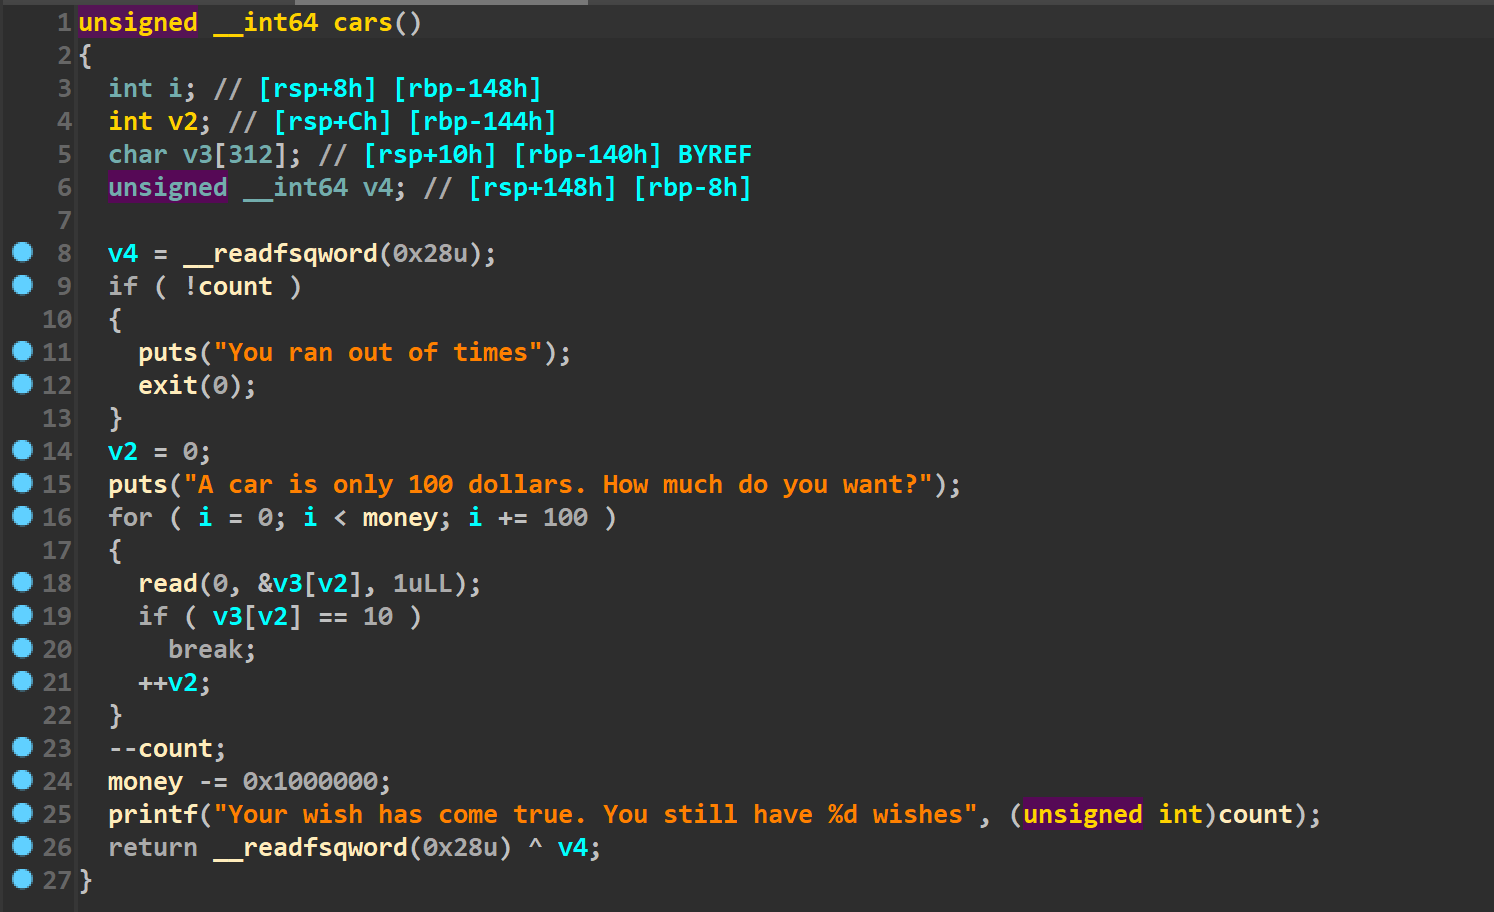 1 unsigned __int64 cars()
2 {
3   int i; // [rsp+8h] [rbp-148h]
4   int v2; // [rsp+Ch] [rbp-144h]
5   char v3[312]; // [rsp+10h] [rbp-140h] BYREF
6   unsigned __int64 v4; // [rsp+148h] [rbp-8h]
7
8   v4 = __readfsqword(0x28u);
9   if ( !count )
10   {
11     puts("You ran out of times");
12     exit(0);
13   }
14   v2 = 0;
15   puts("A car is only 100 dollars. How much do you want?");
16   for ( i = 0; i < money; i += 100 )
17   {
18     read(0, &v3[v2], 1uLL);
19     if ( v3[v2] == 10 )
20       break;
21     ++v2;
22   }
23   --count;
24   money -= 0x1000000;
25   printf("Your wish has come true. You still have %d wishes", (unsigned int)count);
26   return __readfsqword(0x28u) ^ v4;
27 }